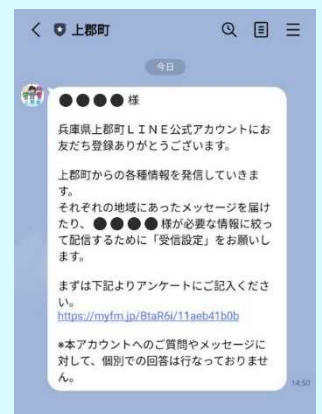 上郡町
今日
●●●● 様
兵庫県上郡町ＬＩＮＥ公式アカウントにお
友だち登録ありがとうございます。
上郡町からの各種情報を発信していきま
す。
それぞれの地域にあったメッセージを届け
たり、●●●● 様が必要な情報に絞っ
て配信するために「受信設定」をお願いし
ます。
まずは下記よりアンケートにご記入くださ
い。
https://myfm.jp/BtaR6i/11aeb41b0b
*本アカウントへのご質問やメッセージに
対して、個別での回答は行なっておりませ
ん。
14:50